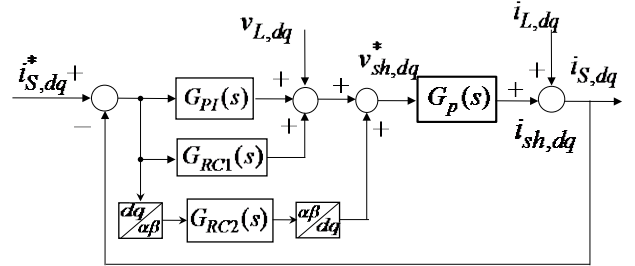 v_{L,dq}
i_{L,dq}
i^{*}_{S,dq}
+
−
G_{PI}(s)
+
+
+
v^{*}_{sh,dq}
+
G_p(s)
+
+
i_{S,dq}
i_{sh,dq}
G_{RC1}(s)
dq
αβ
G_{RC2}(s)
αβ
dq
+